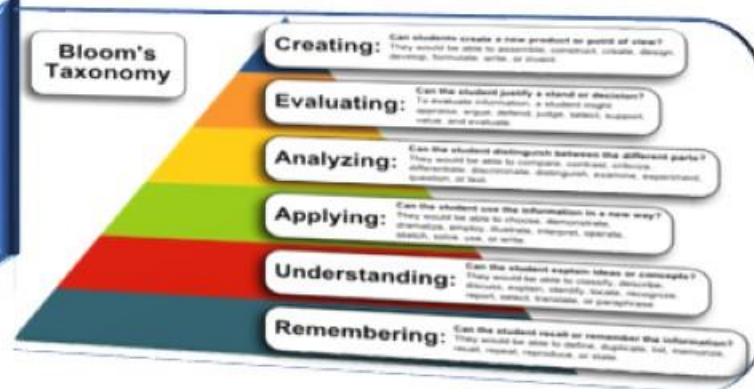 Bloom's
Taxonomy
Creating: Can students create a new product or point of view?
They would be able to assemble, construct, create, design,
develop, formulate, write, or invent.
Evaluating: Can the student justify a stand or decision?
To evaluate information, a student might
appraise, argue, defend, judge, select, support,
value, and evaluate
Analyzing: Can the student distinguish between the different parts?
They would be able to compare, contrast, criticize,
differentiate, discriminate, distinguish, examine, experiment,
question, or test.
Applying: Can the student use the information in a new way?
They would be able to choose, demonstrate,
dramatize, employ, illustrate, interpret, operate,
sketch, solve, use, or write.
Understanding: Can the student explain ideas or concepts?
They would be able to classify, describe,
discuss, explain, identify, locate, recognize,
report, select, translate, or paraphrase
Remembering: Can the student recall or remember the information?
They would be able to define, duplicate, list, memorize,
recall, repeat, reproduce, or state.